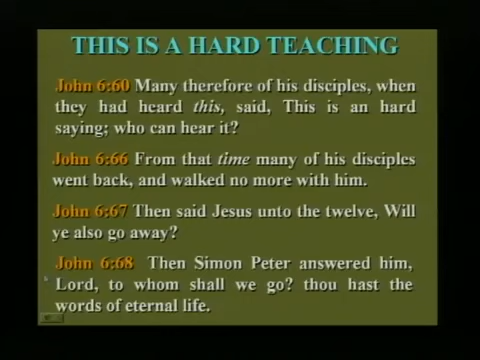 THIS IS A HARD TEACHING
John 6:60 Many therefore of his disciples, when
they had heard this, said, This is an hard
saying; who can hear it?
John 6:66 From that time many of his disciples
went back, and walked no more with him.
John 6:67 Then said Jesus unto the twelve, Will
ye also go away?
John 6:68 Then Simon Peter answered him,
Lord, to whom shall we go? thou hast the
words of eternal life.